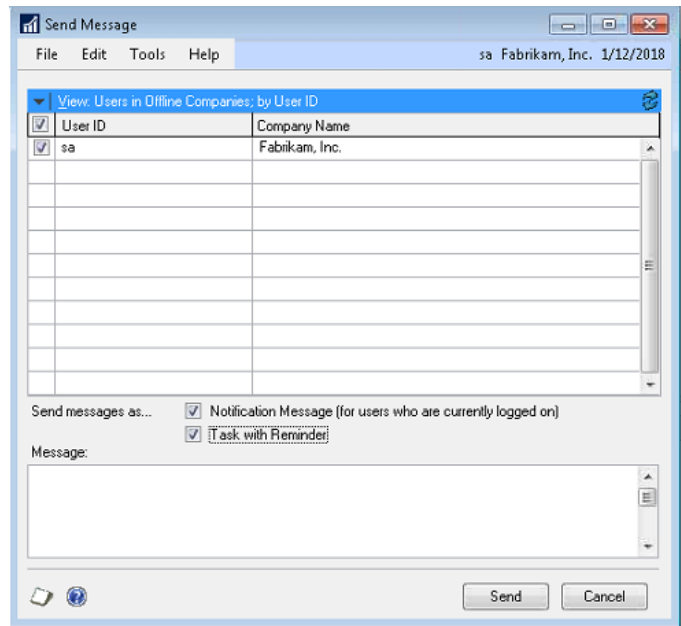 Send Message
File Edit Tools Help sa Fabrikam, Inc. 1/12/2018
View: Users in Offline Companies; by User ID
User ID Company Name
sa Fabrikam, Inc.
Send messages as... Notification Message (for users who are currently logged on)
Task with Reminder
Message:
Send Cancel